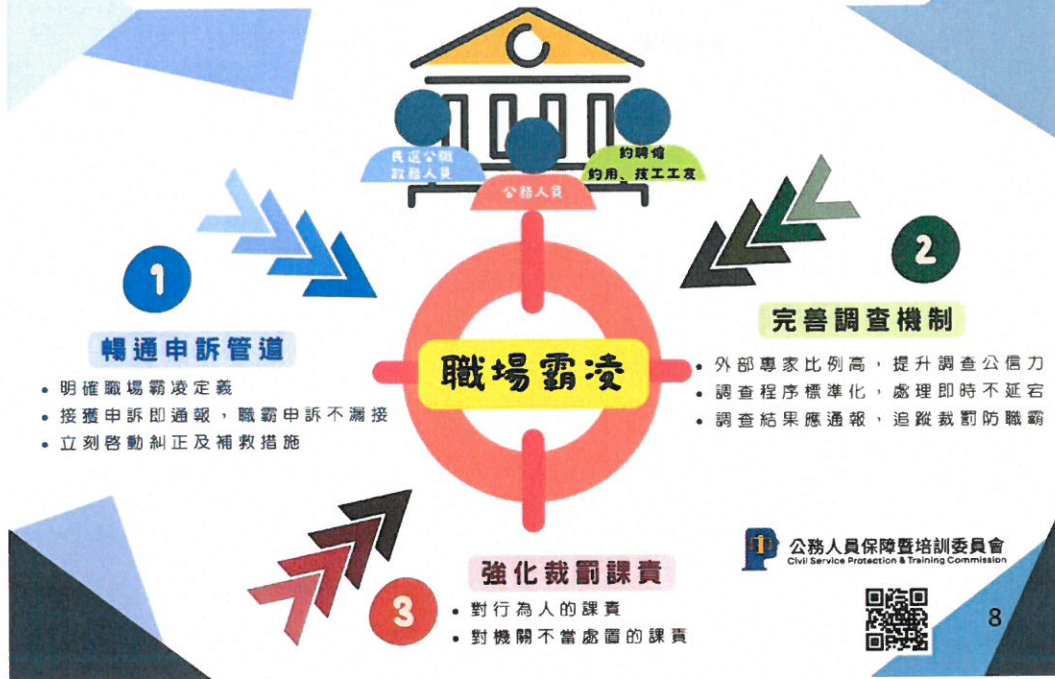 民選公職
政務人員
公務人員
約聘僱
約用、技工工友
1
暢通申訴管道
• 明確職場霸凌定義
• 接獲申訴即通報，職霸申訴不漏接
• 立刻啓動糾正及補救措施
職場霸凌
2
完善調查機制
• 外部專家比例高，提升調查公信力
• 調查程序標準化，處理即時不延宕
• 調查結果應通報，追蹤裁罰防職霸
3
強化裁罰課責
• 對行為人的課責
• 對機關不當處置的課責
公務人員保障暨培訓委員會
Civil Service Protection & Training Commission
8